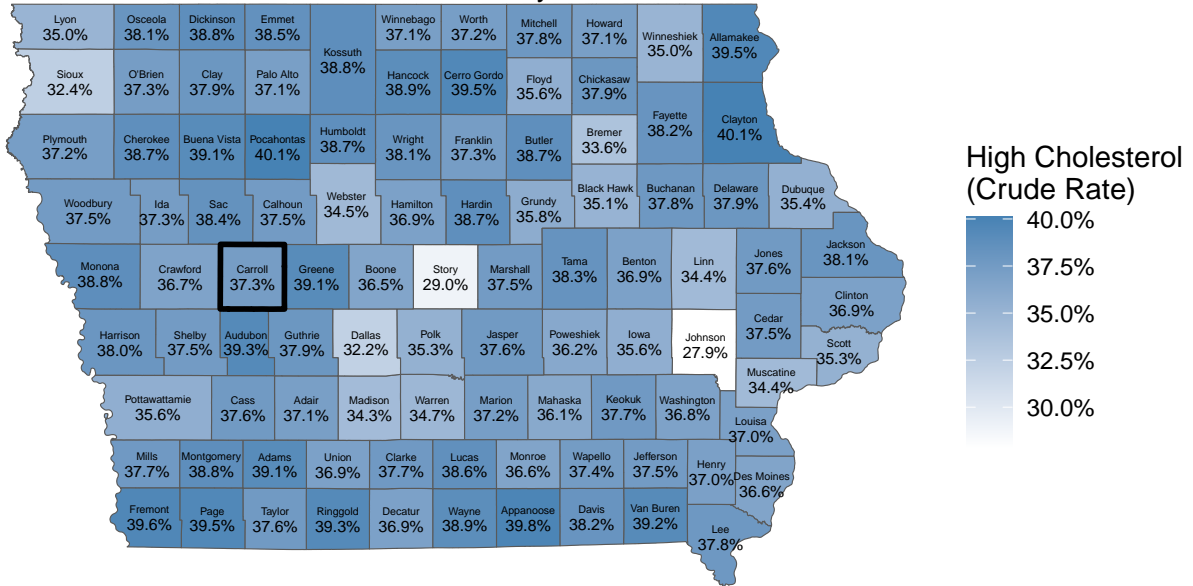 Lyon
35.0%
Osceola
38.1%
Dickinson
38.8%
Emmet
38.5%
Kossuth
38.8%
Winnebago
37.1%
Worth
37.2%
Mitchell
37.8%
Howard
37.1%
Winneshiek
35.0%
Allamakee
39.5%
Sioux
32.4%
O'Brien
37.3%
Clay
37.9%
Palo Alto
37.1%
Hancock
38.9%
Cerro Gordo
39.5%
Floyd
35.6%
Chickasaw
37.9%
Fayette
38.2%
Clayton
40.1%
Plymouth
37.2%
Cherokee
38.7%
Buena Vista
39.1%
Pocahontas
40.1%
Humboldt
38.7%
Wright
38.1%
Franklin
37.3%
Butler
38.7%
Bremer
33.6%
Woodbury
37.5%
Ida
37.3%
Sac
38.4%
Calhoun
37.5%
Webster
34.5%
Hamilton
36.9%
Hardin
38.7%
Grundy
35.8%
Black Hawk
35.1%
Buchanan
37.8%
Delaware
37.9%
Dubuque
35.4%
Monona
38.8%
Crawford
36.7%
Carroll
37.3%
Greene
39.1%
Boone
36.5%
Story
29.0%
Marshall
37.5%
Tama
38.3%
Benton
36.9%
Linn
34.4%
Jones
37.6%
Jackson
38.1%
Clinton
36.9%
Harrison
38.0%
Shelby
37.5%
Audubon
39.3%
Guthrie
37.9%
Dallas
32.2%
Polk
35.3%
Jasper
37.6%
Poweshiek
36.2%
Iowa
35.6%
Johnson
27.9%
Cedar
37.5%
Scott
35.3%
Muscatine
34.4%
Pottawattamie
35.6%
Cass
37.6%
Adair
37.1%
Madison
34.3%
Warren
34.7%
Marion
37.2%
Mahaska
36.1%
Keokuk
37.7%
Washington
36.8%
Louisa
37.0%
Mills
37.7%
Montgomery
38.8%
Adams
39.1%
Union
36.9%
Clarke
37.7%
Lucas
38.6%
Monroe
36.6%
Wapello
37.4%
Jefferson
37.5%
Henry
37.0%
Des Moines
36.6%
Fremont
39.6%
Page
39.5%
Taylor
37.6%
Ringgold
39.3%
Decatur
36.9%
Wayne
38.9%
Appanoose
39.8%
Davis
38.2%
Van Buren
39.2%
Lee
37.8%
High Cholesterol
(Crude Rate)
40.0%
37.5%
35.0%
32.5%
30.0%